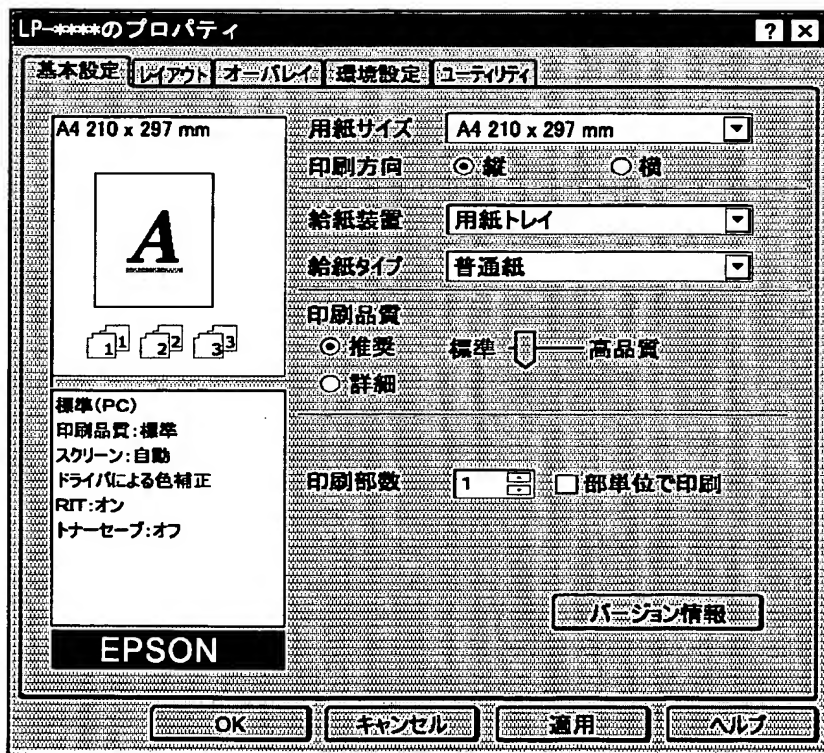 LP-****のプロパティ
基本設定 レイアウト オーバレイ 環境設定 ユーティリティ
A4 210 x 297 mm
A
1 1 2 2 3 3
標準(PC)
印刷品質:標準
スクリーン:自動
ドライバによる色補正
RIT:オン
トナーセーブ:オフ
EPSON
用紙サイズ A4 210 x 297 mm
印刷方向 縦 横
給紙装置 用紙トレイ
給紙タイプ 普通紙
印刷品質
推奨 標準 高品質
詳細
印刷部数 1 部単位で印刷
バージョン情報
OK キャンセル 適用 ヘルプ